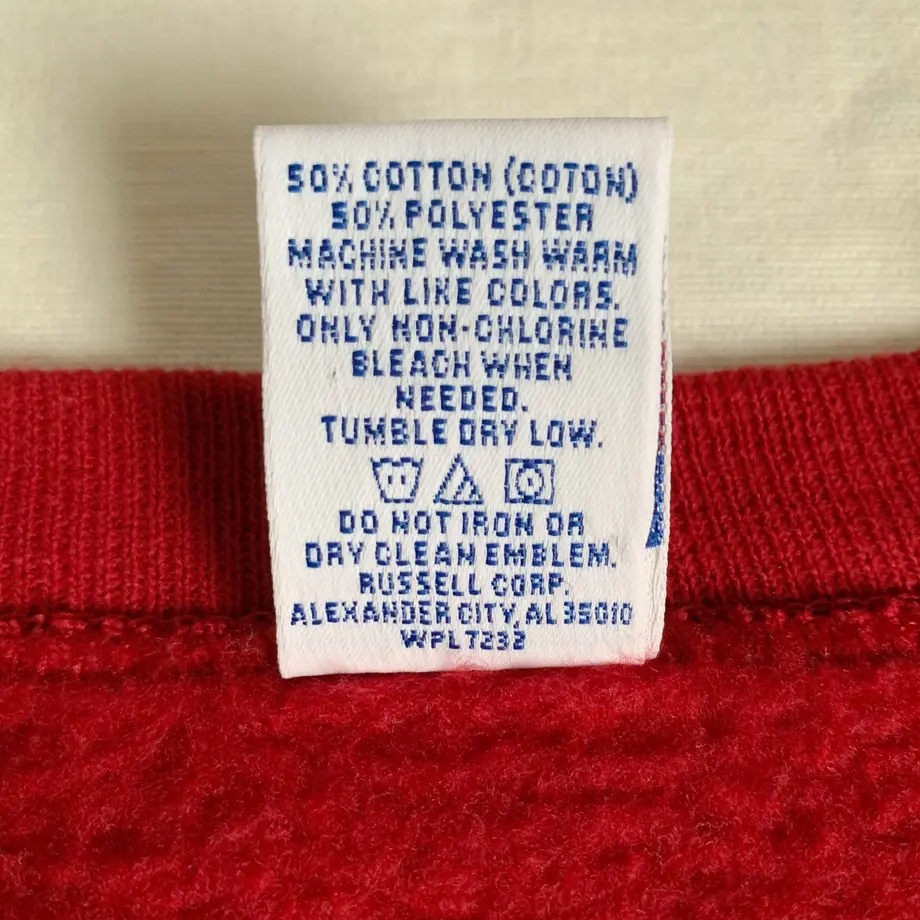 50% COTTON (COTON)
50% POLYESTER
MACHINE WASH WARM
WITH LIKE COLORS.
ONLY NON-CHLORINE
BLEACH WHEN
NEEDED.
TUMBLE DRY LOW.
DO NOT IRON OR
DRY CLEAN EMBLEM.
RUSSELL CORP.
ALEXANDER CITY, AL 35010
WPL 7232